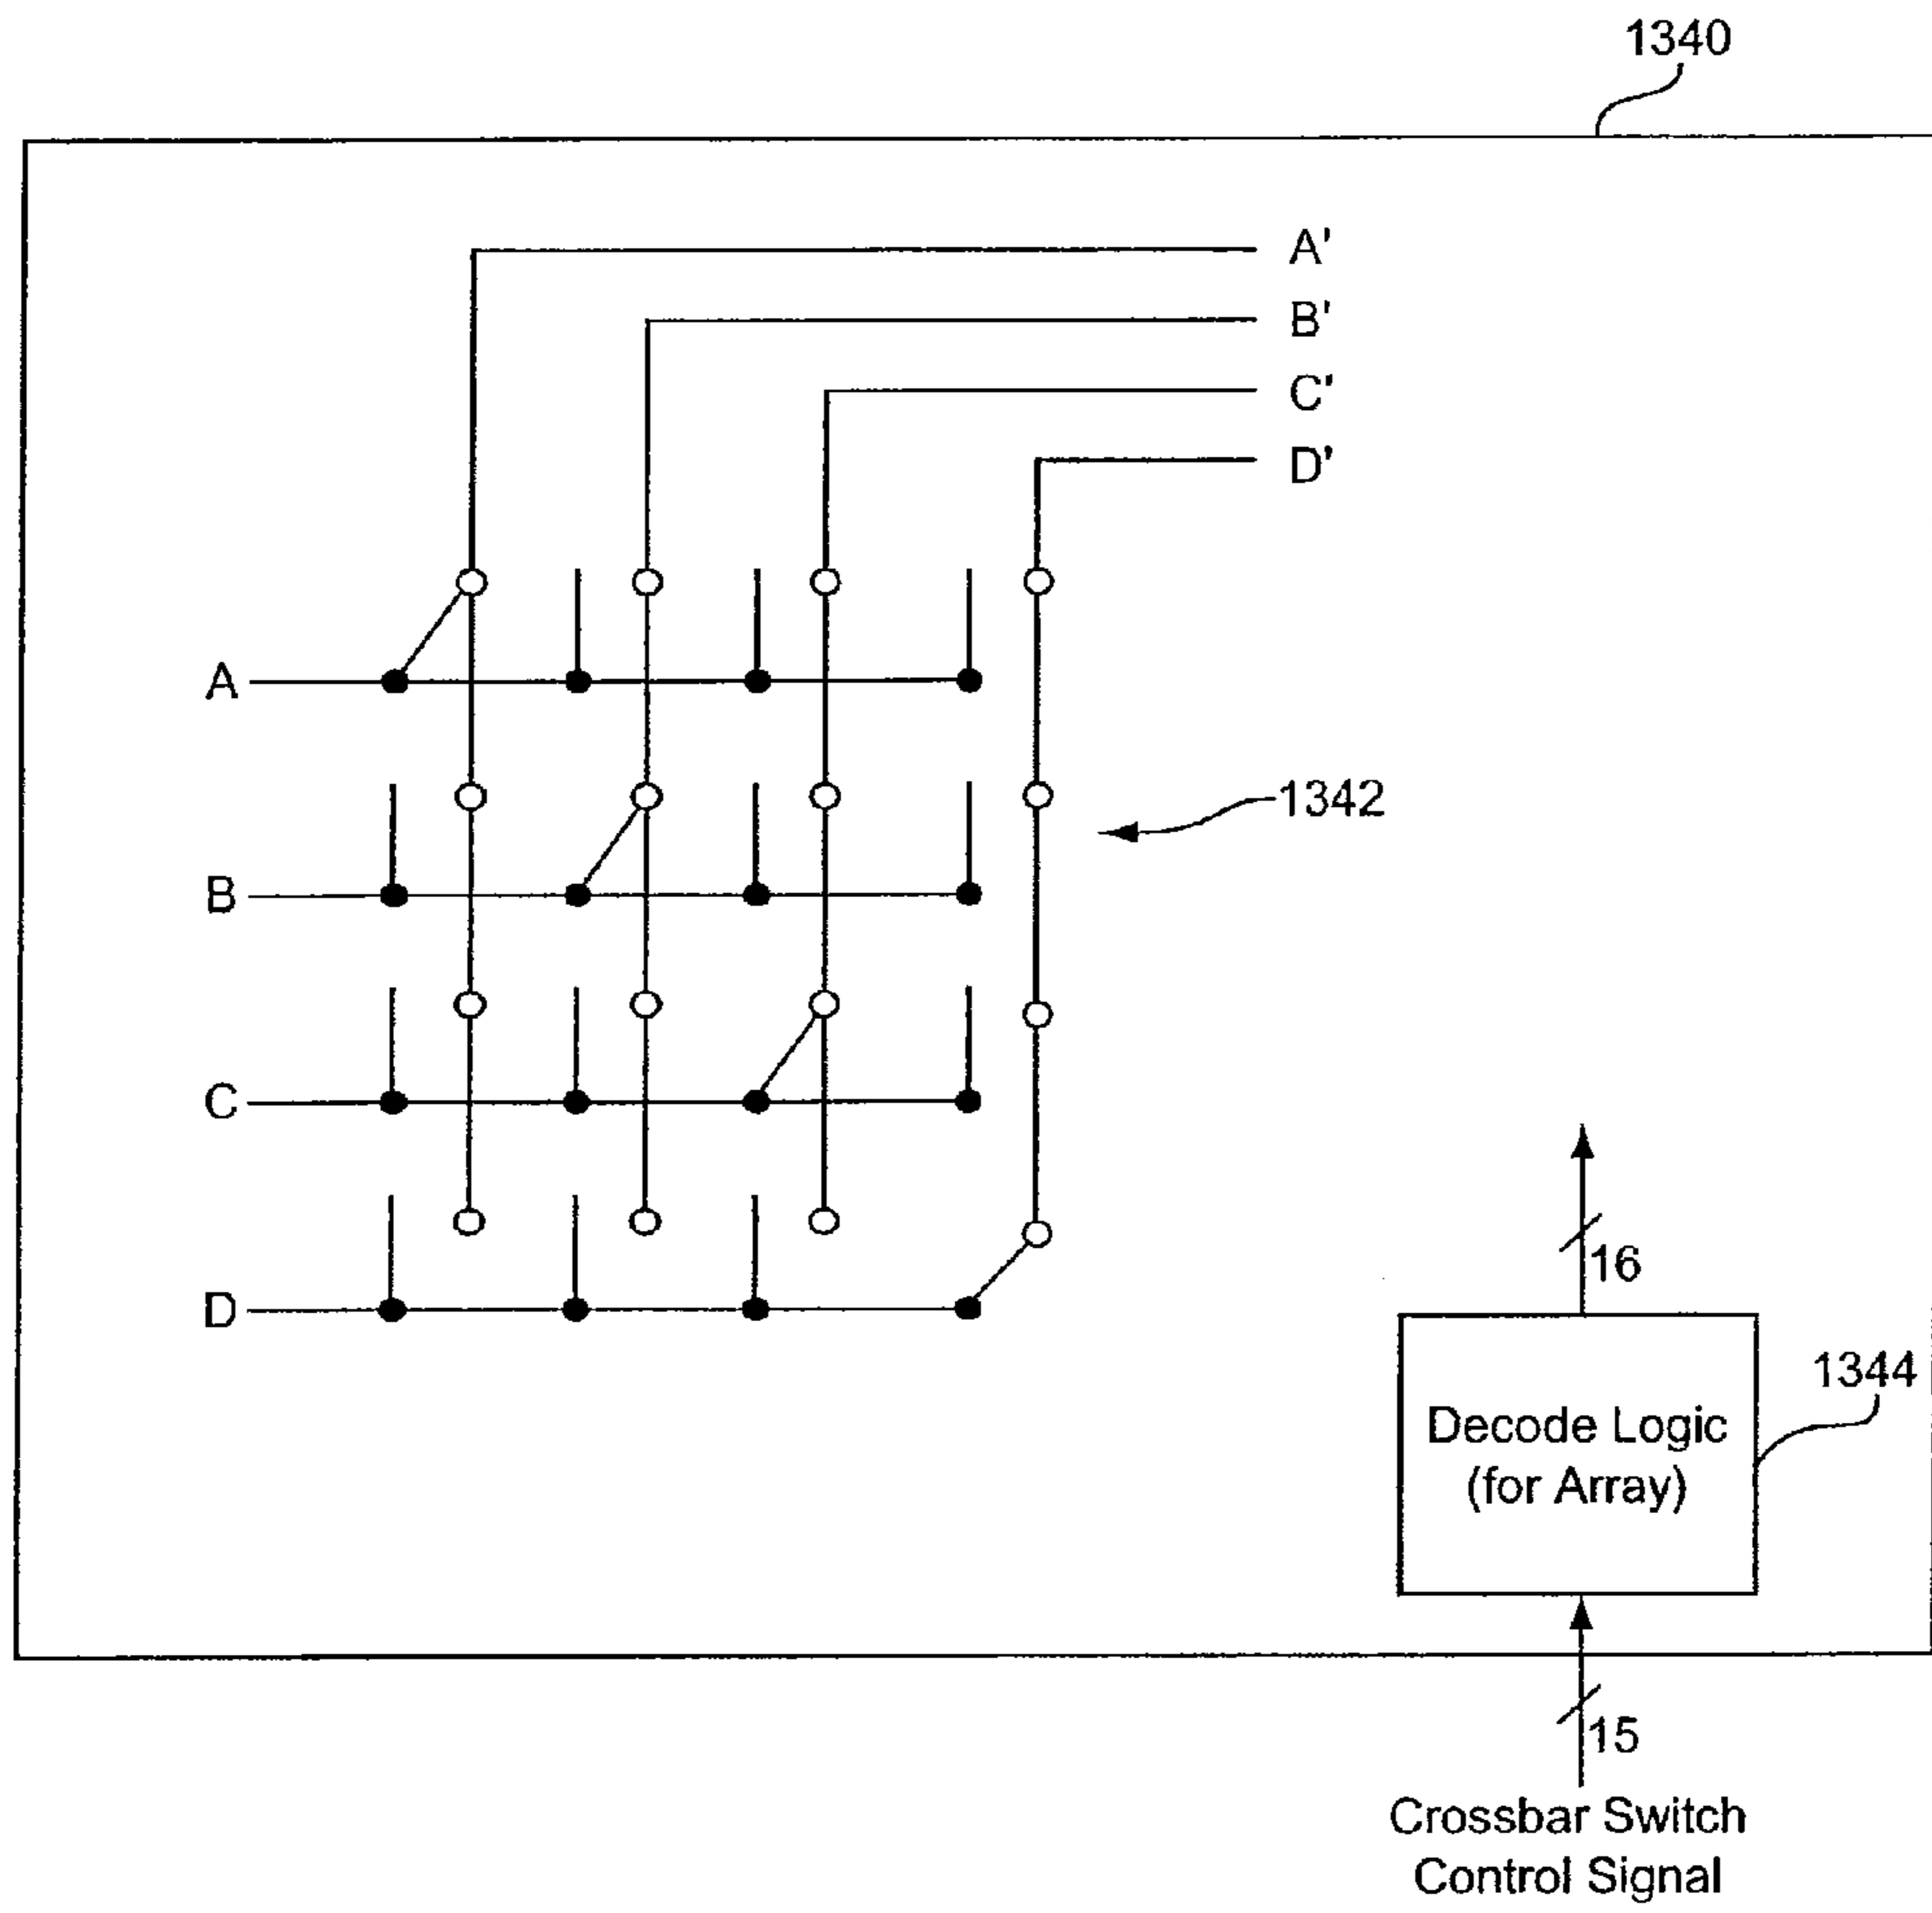 1340
A'
B'
C'
D'
A
1342
B
C
16
D
1344
Decode Logic
(for Array)
15
Crossbar Switch
Control Signal